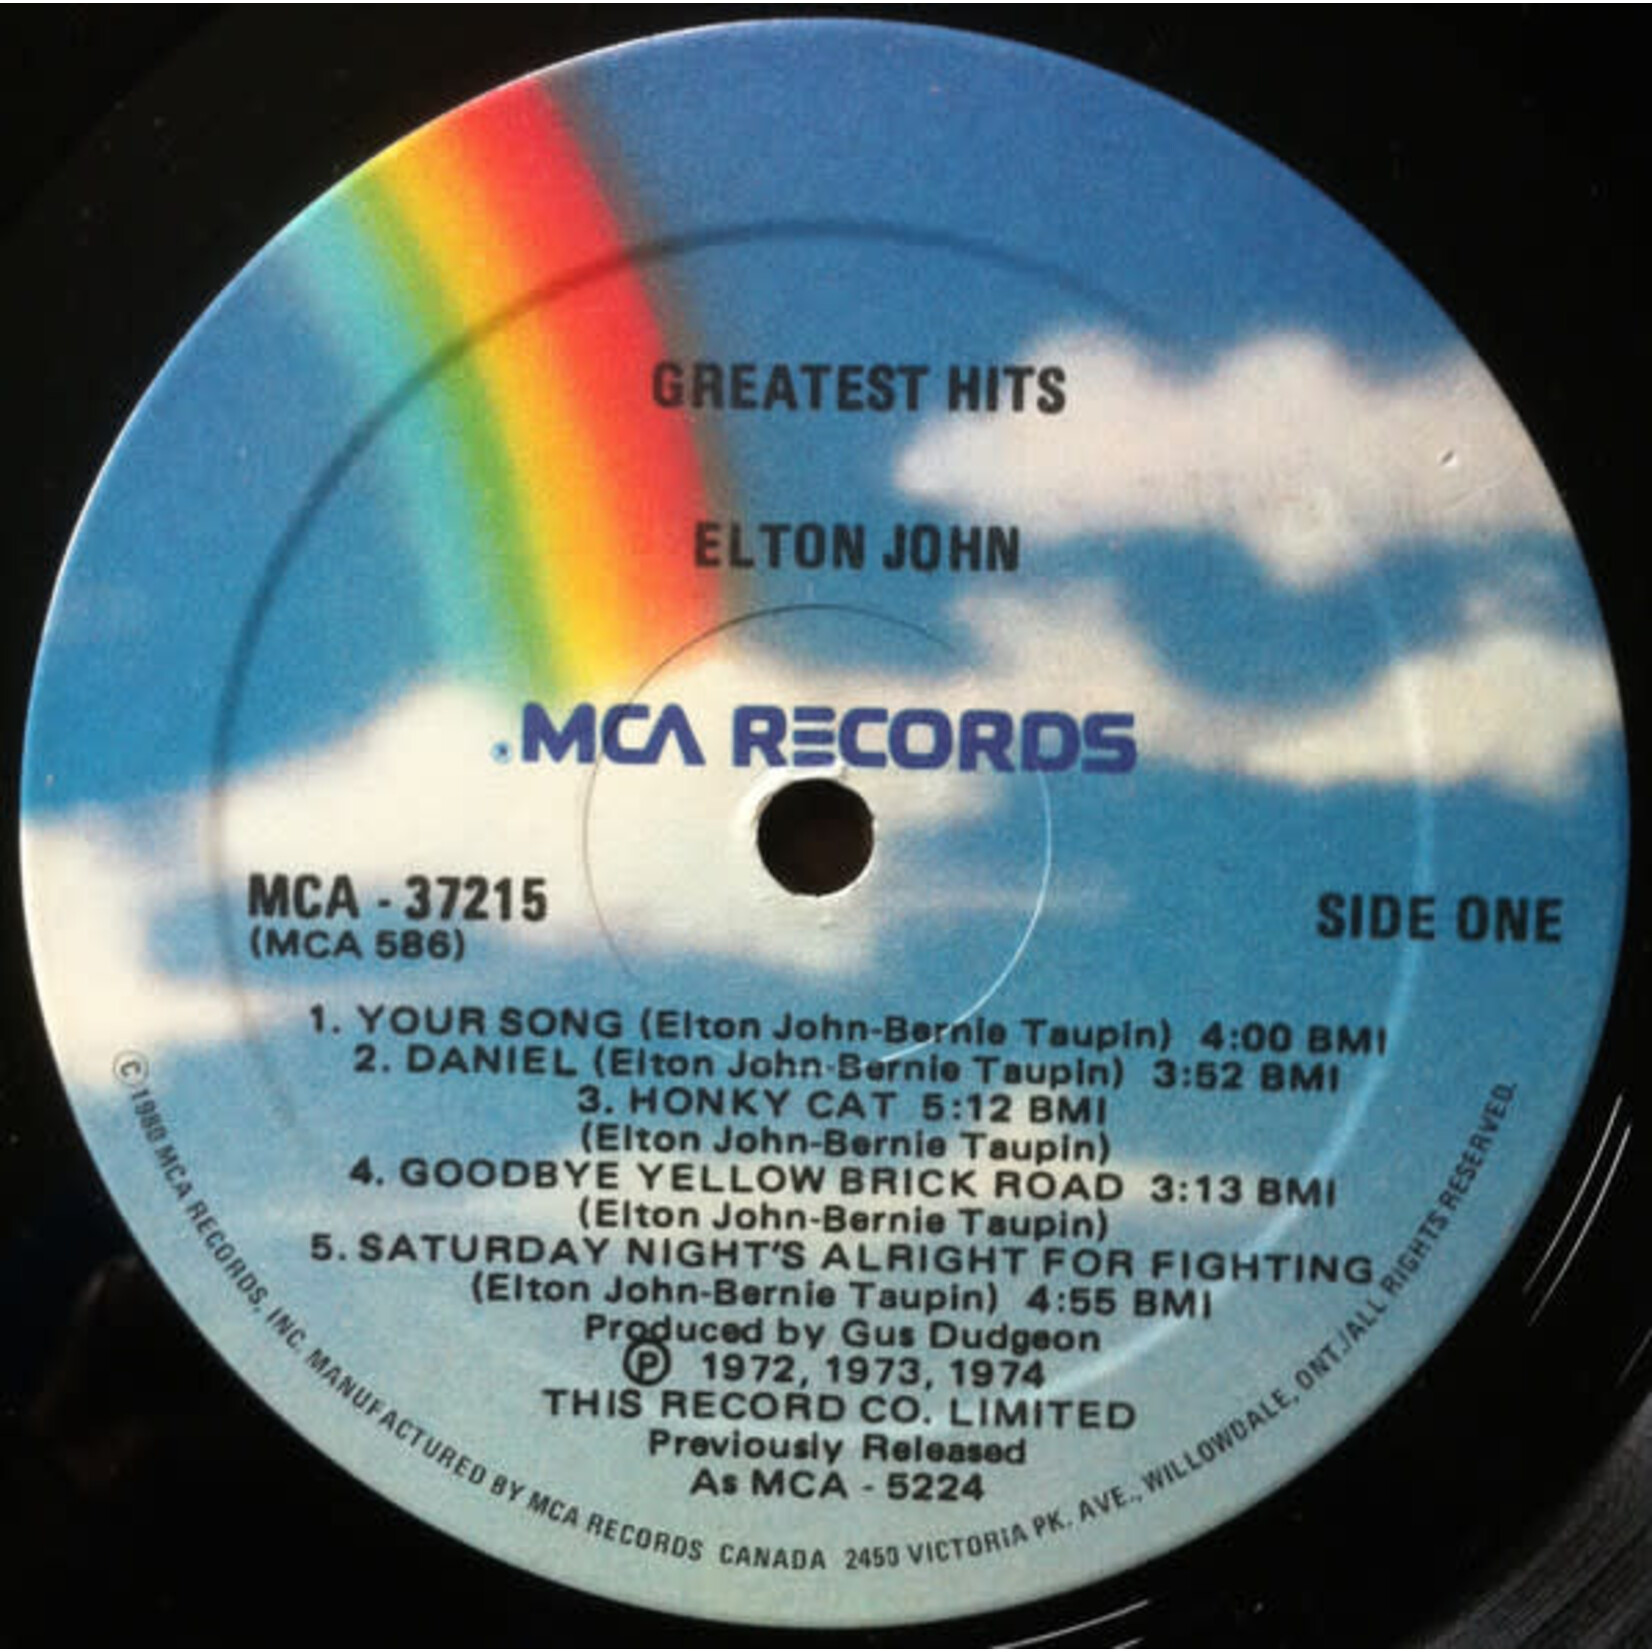 GREATEST HITS
ELTON JOHN
MCA RECORDS
MCA - 37215
(MCA 586)
SIDE ONE
1. YOUR SONG (Elton John-Bernie Taupin) 4:00 BMI
2. DANIEL (Elton John-Bernie Taupin) 3:52 BMI
3. HONKY CAT 5:12 BMI
(Elton John-Bernie Taupin)
4. GOODBYE YELLOW BRICK ROAD 3:13 BMI
(Elton John-Bernie Taupin)
5. SATURDAY NIGHT'S ALRIGHT FOR FIGHTING
(Elton John-Bernie Taupin) 4:55 BMI
Produced by Gus Dudgeon
Ⓟ 1972, 1973, 1974
THIS RECORD CO. LIMITED
Previously Released
As MCA - 5224
© 1980 MCA RECORDS, INC. MANUFACTURED BY MCA RECORDS CANADA 2450 VICTORIA PK. AVE., WILLOWDALE, ONT./ALL RIGHTS RESERVED.